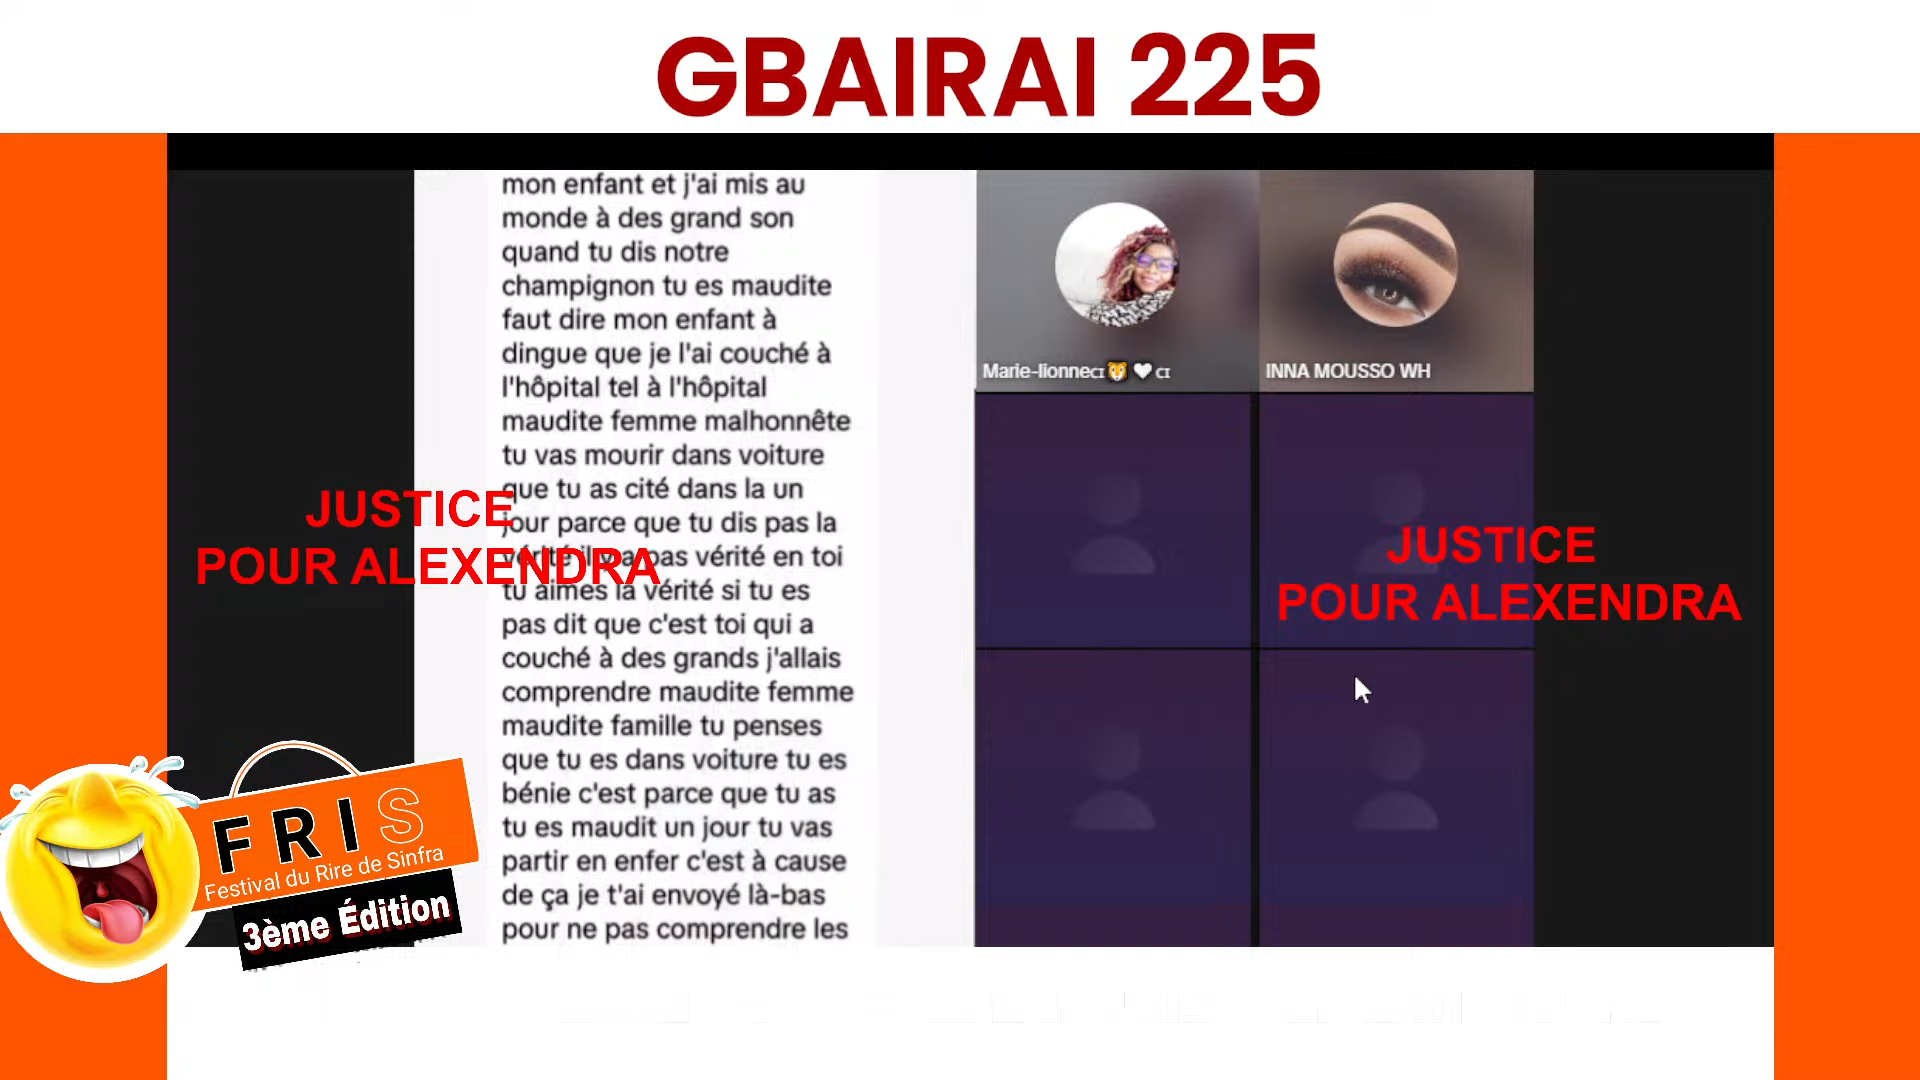 GBAIRAI 225
mon enfant et j'ai mis au
monde à des grand son
quand tu dis notre
champignon tu es maudite
faut dire mon enfant à
dingue que je l'ai couché à
l'hôpital tel à l'hôpital
maudite femme malhonnête
tu vas mourir dans voiture
que tu as cité dans la un
jour parce que tu dis pas la
vérité il y a pas vérité en toi
tu aimes la vérité si tu es
pas dit que c'est toi qui a
couché à des grands j'allais
comprendre maudite femme
maudite famille tu penses
que tu es dans voiture tu es
bénie c'est parce que tu as
tu es maudit un jour tu vas
partir en enfer c'est à cause
de ça je t'ai envoyé là-bas
pour ne pas comprendre les
JUSTICE
POUR ALEXENDRA
Marie-lionneᴄɪ🦁🤍ᴄɪ
INNA MOUSSO WH
JUSTICE
POUR ALEXENDRA
FRIS
Festival du Rire de Sinfra
3ème Édition